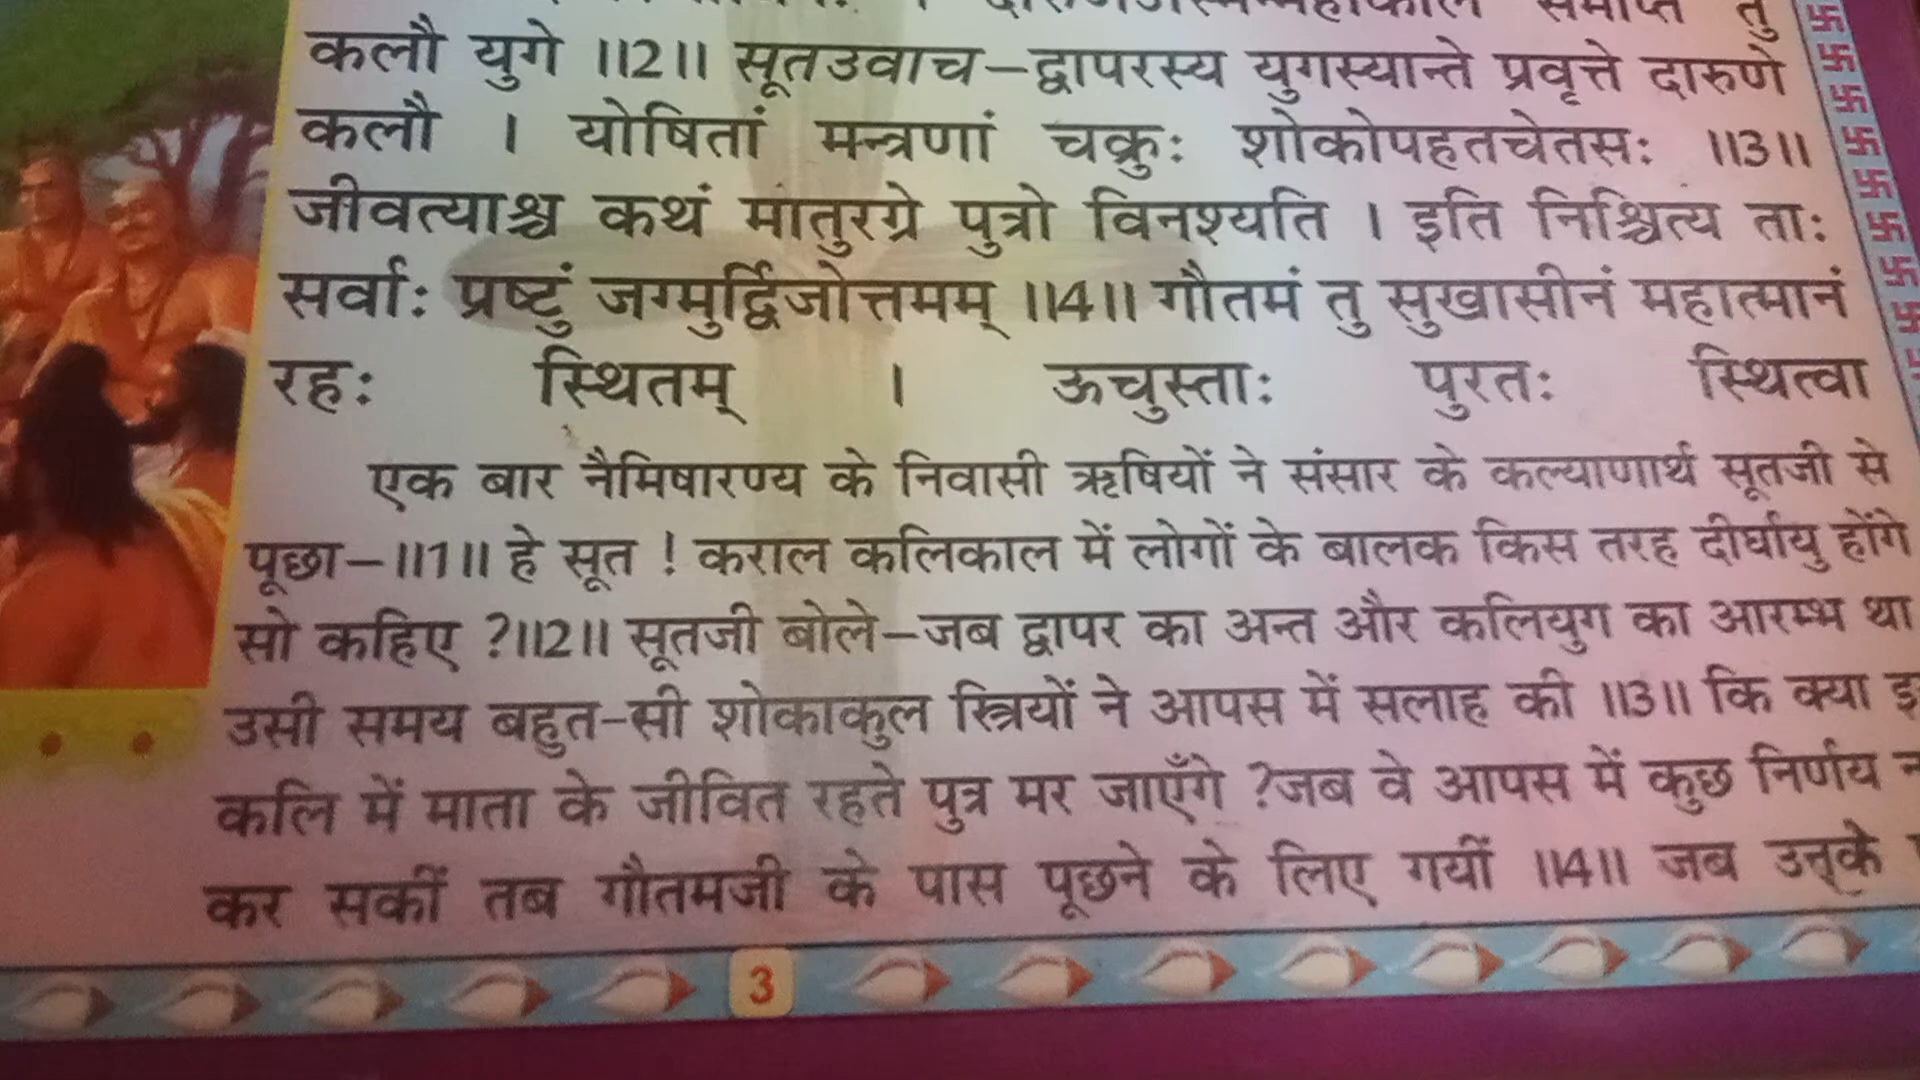 समाप्ते तु
कलौ युगे ॥2॥ सूतउवाच–द्वापरस्य युगस्यान्ते प्रवृत्ते दारुणे
कलौ । योषितां मन्त्रणां चक्रुः शोकोपहतचेतसः ॥3॥
जीवत्याश्च कथं मातुरग्रे पुत्रो विनश्यति । इति निश्चित्य ताः
सर्वाः प्रष्टुं जग्मुर्द्विजोत्तमम् ॥4॥ गौतमं तु सुखासीनं महात्मानं
रहः स्थितम् । ऊचुस्ताः पुरतः स्थित्वा
एक बार नैमिषारण्य के निवासी ऋषियों ने संसार के कल्याणार्थ सूतजी से
पूछा–॥1॥ हे सूत ! कराल कलिकाल में लोगों के बालक किस तरह दीर्घायु होंगे
सो कहिए ?॥2॥ सूतजी बोले–जब द्वापर का अन्त और कलियुग का आरम्भ था
उसी समय बहुत-सी शोकाकुल स्त्रियों ने आपस में सलाह की ॥3॥ कि क्या
कलि में माता के जीवित रहते पुत्र मर जाएँगे ?जब वे आपस में कुछ निर्णय
कर सकीं तब गौतमजी के पास पूछने के लिए गयीं ॥4॥ जब उनके
3